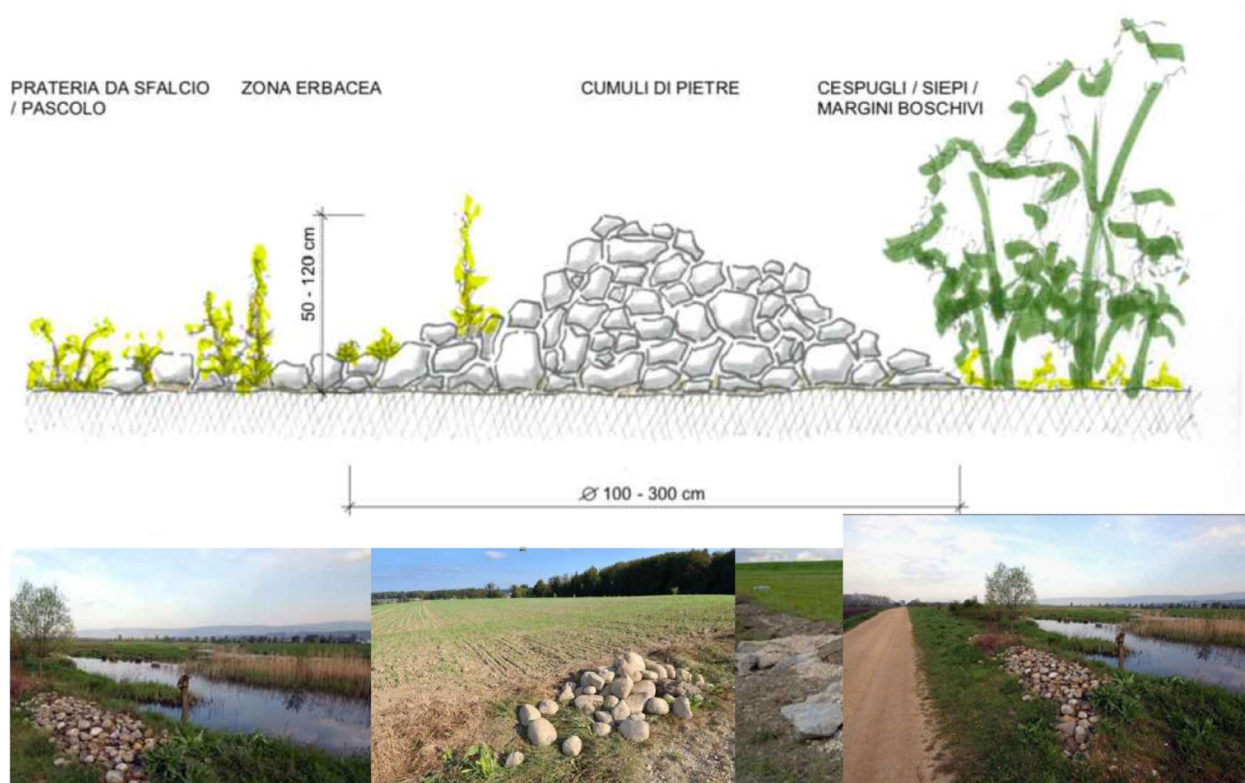 PRATERIA DA SFALCIO
/ PASCOLO
ZONA ERBACEA
CUMULI DI PIETRE
CESPUGLI / SIEPI /
MARGINI BOSCHIVI
50 - 120 cm
Ø 100 - 300 cm